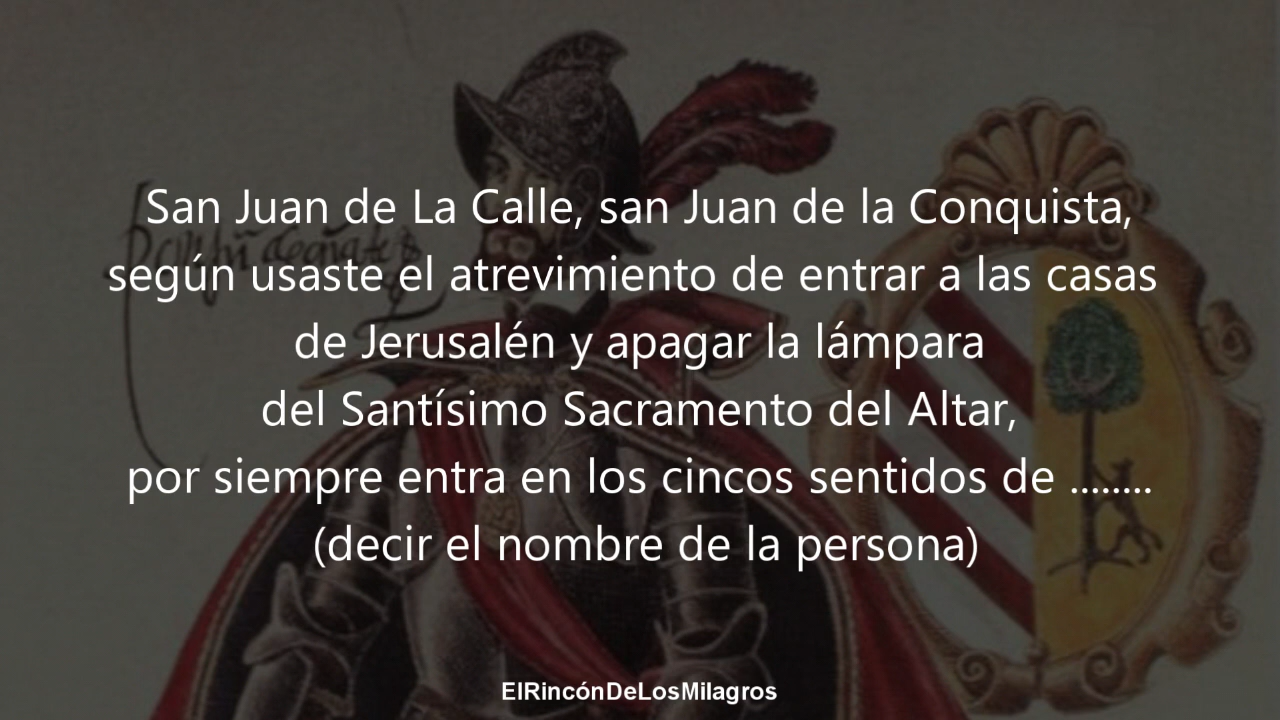 San Juan de La Calle, san Juan de la Conquista,
según usaste el atrevimiento de entrar a las casas
de Jerusalén y apagar la lámpara
del Santísimo Sacramento del Altar,
por siempre entra en los cincos sentidos de ........
(decir el nombre de la persona)
ElRincónDeLosMilagros